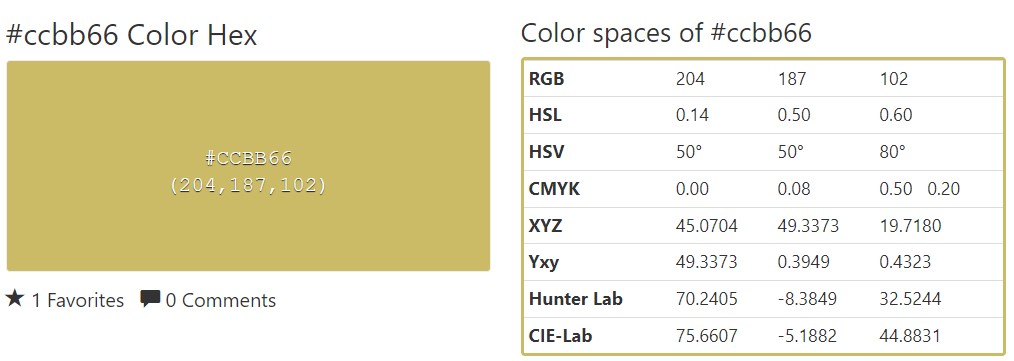 #ccbb66 Color Hex
#CCBB66
(204,187,102)
★ 1 Favorites 0 Comments
Color spaces of #ccbb66
RGB 204 187 102
HSL 0.14 0.50 0.60
HSV 50° 50° 80°
CMYK 0.00 0.08 0.50 0.20
XYZ 45.0704 49.3373 19.7180
Yxy 49.3373 0.3949 0.4323
Hunter Lab 70.2405 -8.3849 32.5244
CIE-Lab 75.6607 -5.1882 44.8831